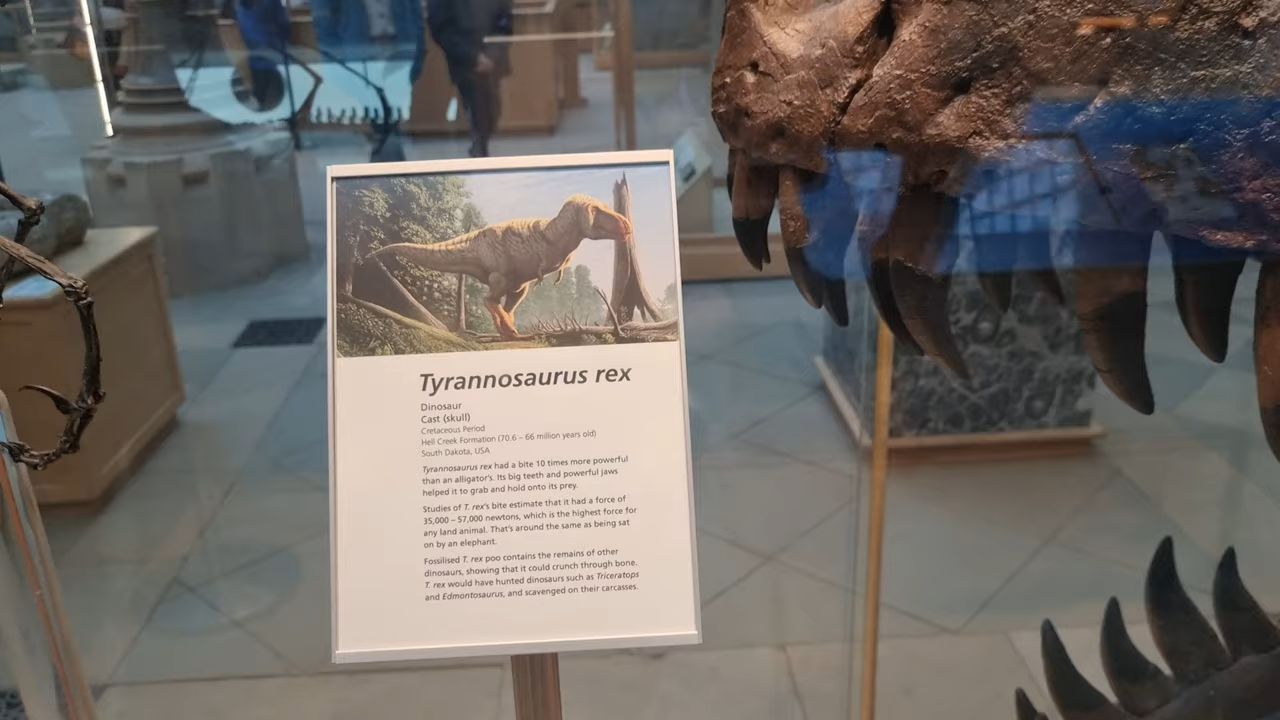 Tyrannosaurus rex
Dinosaur
Cast (skull)
Cretaceous Period
Hell Creek Formation (70.6 – 66 million years old)
South Dakota, USA
Tyrannosaurus rex had a bite 10 times more powerful
than an alligator's. Its big teeth and powerful jaws
helped it to grab and hold onto its prey.
Studies of T. rex's bite estimate that it had a force of
35,000 – 57,000 newtons, which is the highest force for
any land animal. That's around the same as being sat
on by an elephant.
Fossilised T. rex poo contains the remains of other
dinosaurs, showing that it could crunch through bone.
T. rex would have hunted dinosaurs such as Triceratops
and Edmontosaurus, and scavenged on their carcasses.